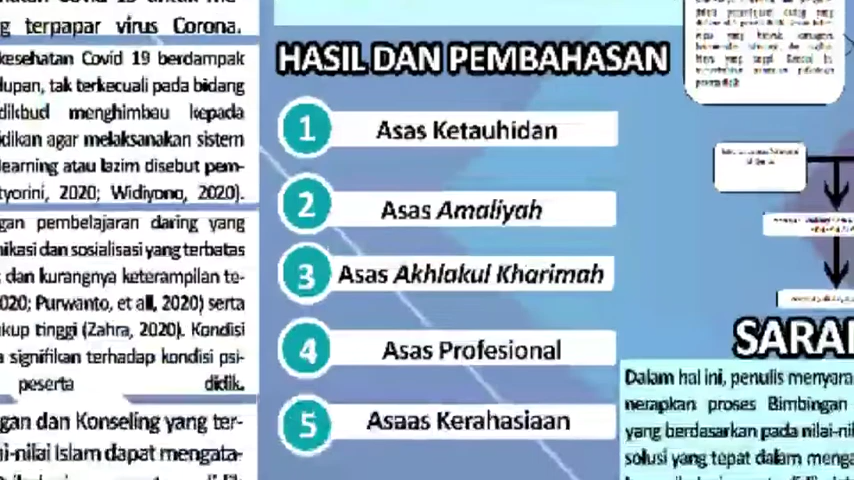 g terpapar virus Corona.
kesehatan Covid 19 berdampak
dupan, tak terkecuali pada bidang
dikbud menghimbau kepada
didikan agar melaksanakan sistem
learning atau lazim disebut pem-
tyorini, 2020; Widiyono, 2020).
gan pembelajaran daring yang
nikasi dan sosialisasi yang terbatas
; dan kurangnya keterampilan te-
020; Purwanto, et all, 2020) serta
kup tinggi (Zahra, 2020). Kondisi
a signifikan terhadap kondisi psi-
peserta didik.
gan dan Konseling yang ter-
ai-nilai Islam dapat mengata-
HASIL DAN PEMBAHASAN
1 Asas Ketauhidan
2 Asas Amaliyah
3 Asas Akhlakul Kharimah
4 Asas Profesional
5 Asaas Kerahasiaan
SARA
Dalam hal ini, penulis menyara
nerapkan proses Bimbingan
yang berdasarkan pada nilai-nil
solusi yang tepat dalam menga